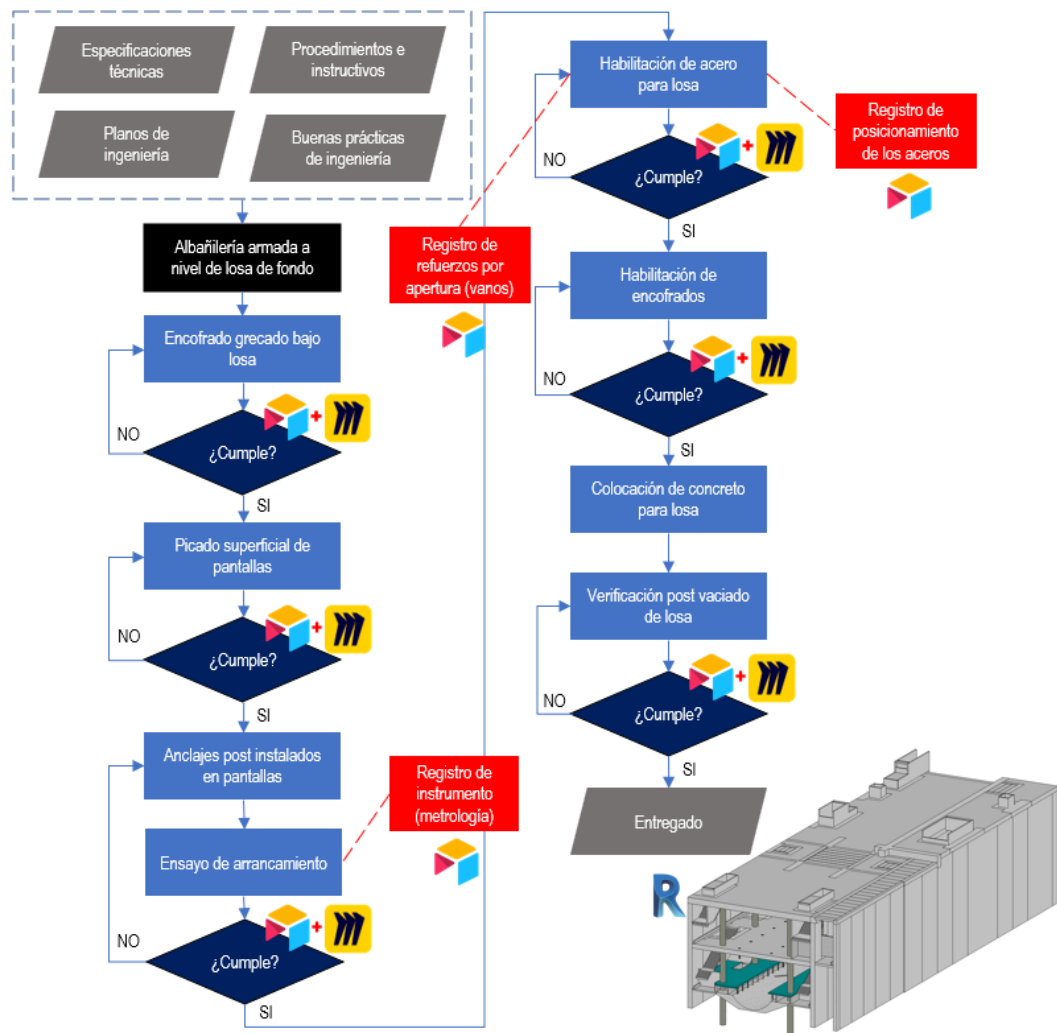 Especificaciones
técnicas
Procedimientos e
instructivos
Planos de
ingeniería
Buenas prácticas
de ingeniería
Albañilería armada a
nivel de losa de fondo
Encofrado grecado bajo
losa
¿Cumple?
NO
SI
Picado superficial de
pantallas
¿Cumple?
NO
SI
Anclajes post instalados
en pantallas
Ensayo de arrancamiento
Registro de
instrumento
(metrología)
¿Cumple?
NO
SI
Habilitación de acero
para losa
Registro de
posicionamiento
de los aceros
Registro de
refuerzos por
apertura (vanos)
¿Cumple?
NO
SI
Habilitación de
encofrados
¿Cumple?
NO
SI
Colocación de concreto
para losa
Verificación post vaciado
de losa
¿Cumple?
NO
SI
Entregado
R